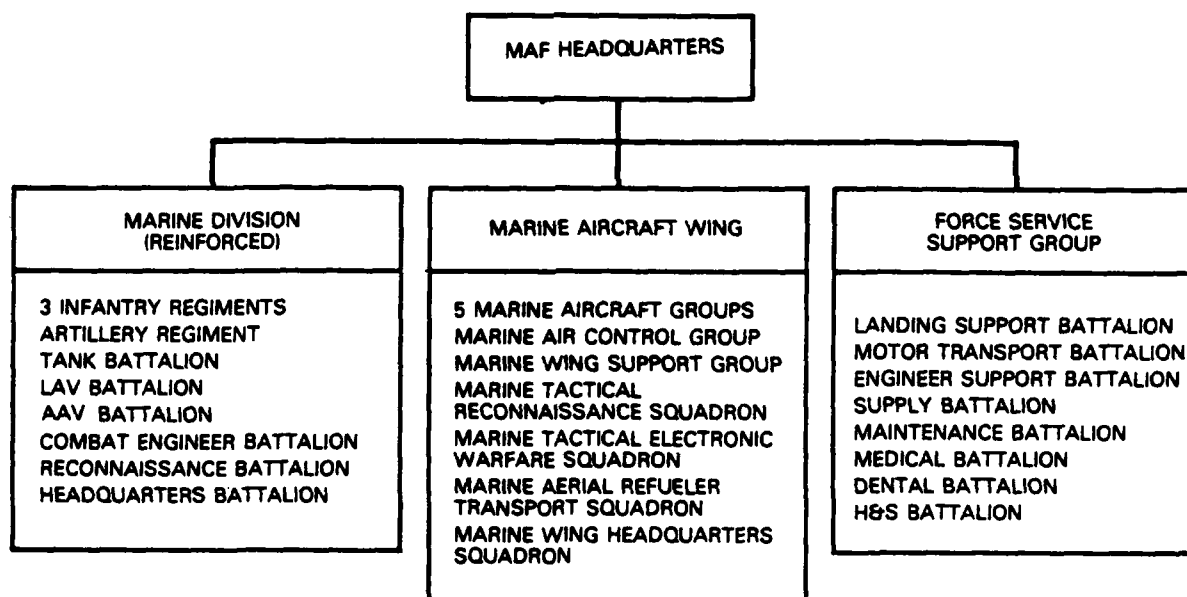 MAF HEADQUARTERS
MARINE DIVISION
(REINFORCED)
3 INFANTRY REGIMENTS
ARTILLERY REGIMENT
TANK BATTALION
LAV BATTALION
AAV BATTALION
COMBAT ENGINEER BATTALION
RECONNAISSANCE BATTALION
HEADQUARTERS BATTALION
MARINE AIRCRAFT WING
5 MARINE AIRCRAFT GROUPS
MARINE AIR CONTROL GROUP
MARINE WING SUPPORT GROUP
MARINE TACTICAL
RECONNAISSANCE SQUADRON
MARINE TACTICAL ELECTRONIC
WARFARE SQUADRON
MARINE AERIAL REFUELER
TRANSPORT SQUADRON
MARINE WING HEADQUARTERS
SQUADRON
FORCE SERVICE
SUPPORT GROUP
LANDING SUPPORT BATTALION
MOTOR TRANSPORT BATTALION
ENGINEER SUPPORT BATTALION
SUPPLY BATTALION
MAINTENANCE BATTALION
MEDICAL BATTALION
DENTAL BATTALION
H&S BATTALION